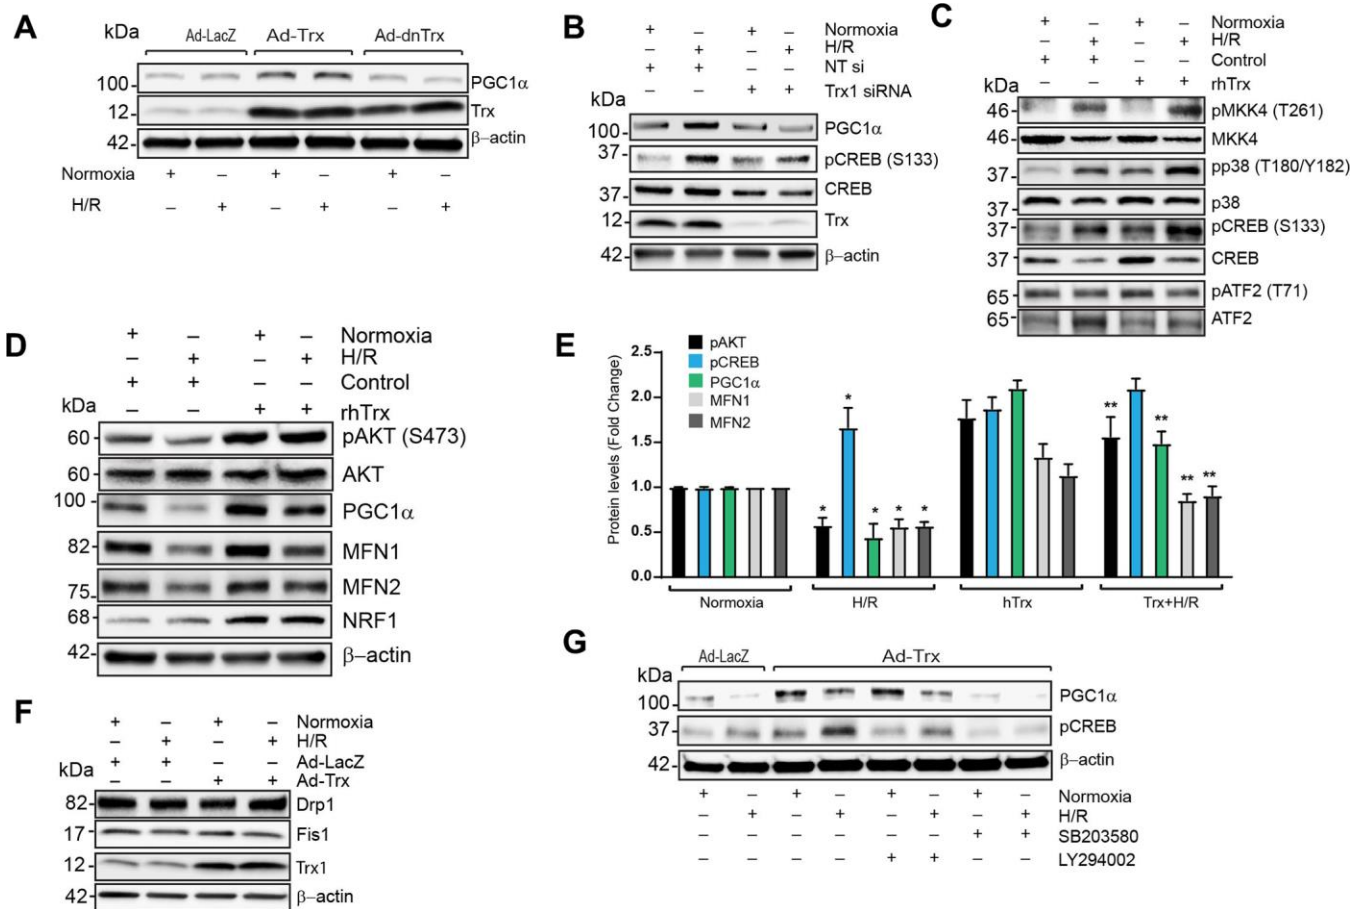 A
kDa
Ad-LacZ Ad-Trx Ad-dnTrx
100 - PGC1α
12 - Trx
42 - β-actin
Normoxia + – + – + –
H/R – + – + – +
B
+ – + – Normoxia
– + – + H/R
+ + – – NT si
– – + + Trx1 siRNA
kDa
100 - PGC1α
37 - pCREB (S133)
37 - CREB
12 - Trx
42 - β-actin
C
+ – + – Normoxia
– + – + H/R
+ + – – Control
– – + + rhTrx
kDa
46 - pMKK4 (T261)
46 - MKK4
37 - pp38 (T180/Y182)
37 - p38
37 - pCREB (S133)
37 - CREB
65 - pATF2 (T71)
65 - ATF2
D
+ – + – Normoxia
– + – + H/R
+ + – – Control
– – + + rhTrx
kDa
60 - pAKT (S473)
60 - AKT
100 - PGC1α
82 - MFN1
75 - MFN2
68 - NRF1
42 - β-actin
E
Protein levels (Fold Change)
2.5
2.0
1.5
1.0
0.5
0.0
pAKT
pCREB
PGC1α
MFN1
MFN2
* * * * *
** ** ** **
Normoxia H/R hTrx Trx+H/R
F
+ – + – Normoxia
– + – + H/R
+ + – – Ad-LacZ
– – + + Ad-Trx
kDa
82 - Drp1
17 - Fis1
12 - Trx1
42 - β-actin
G
Ad-LacZ Ad-Trx
kDa
100 - PGC1α
37 - pCREB
42 - β-actin
+ – + – + – + – Normoxia
– + – + – + – + H/R
– – – – – – + + SB203580
– – – – + + – – LY294002